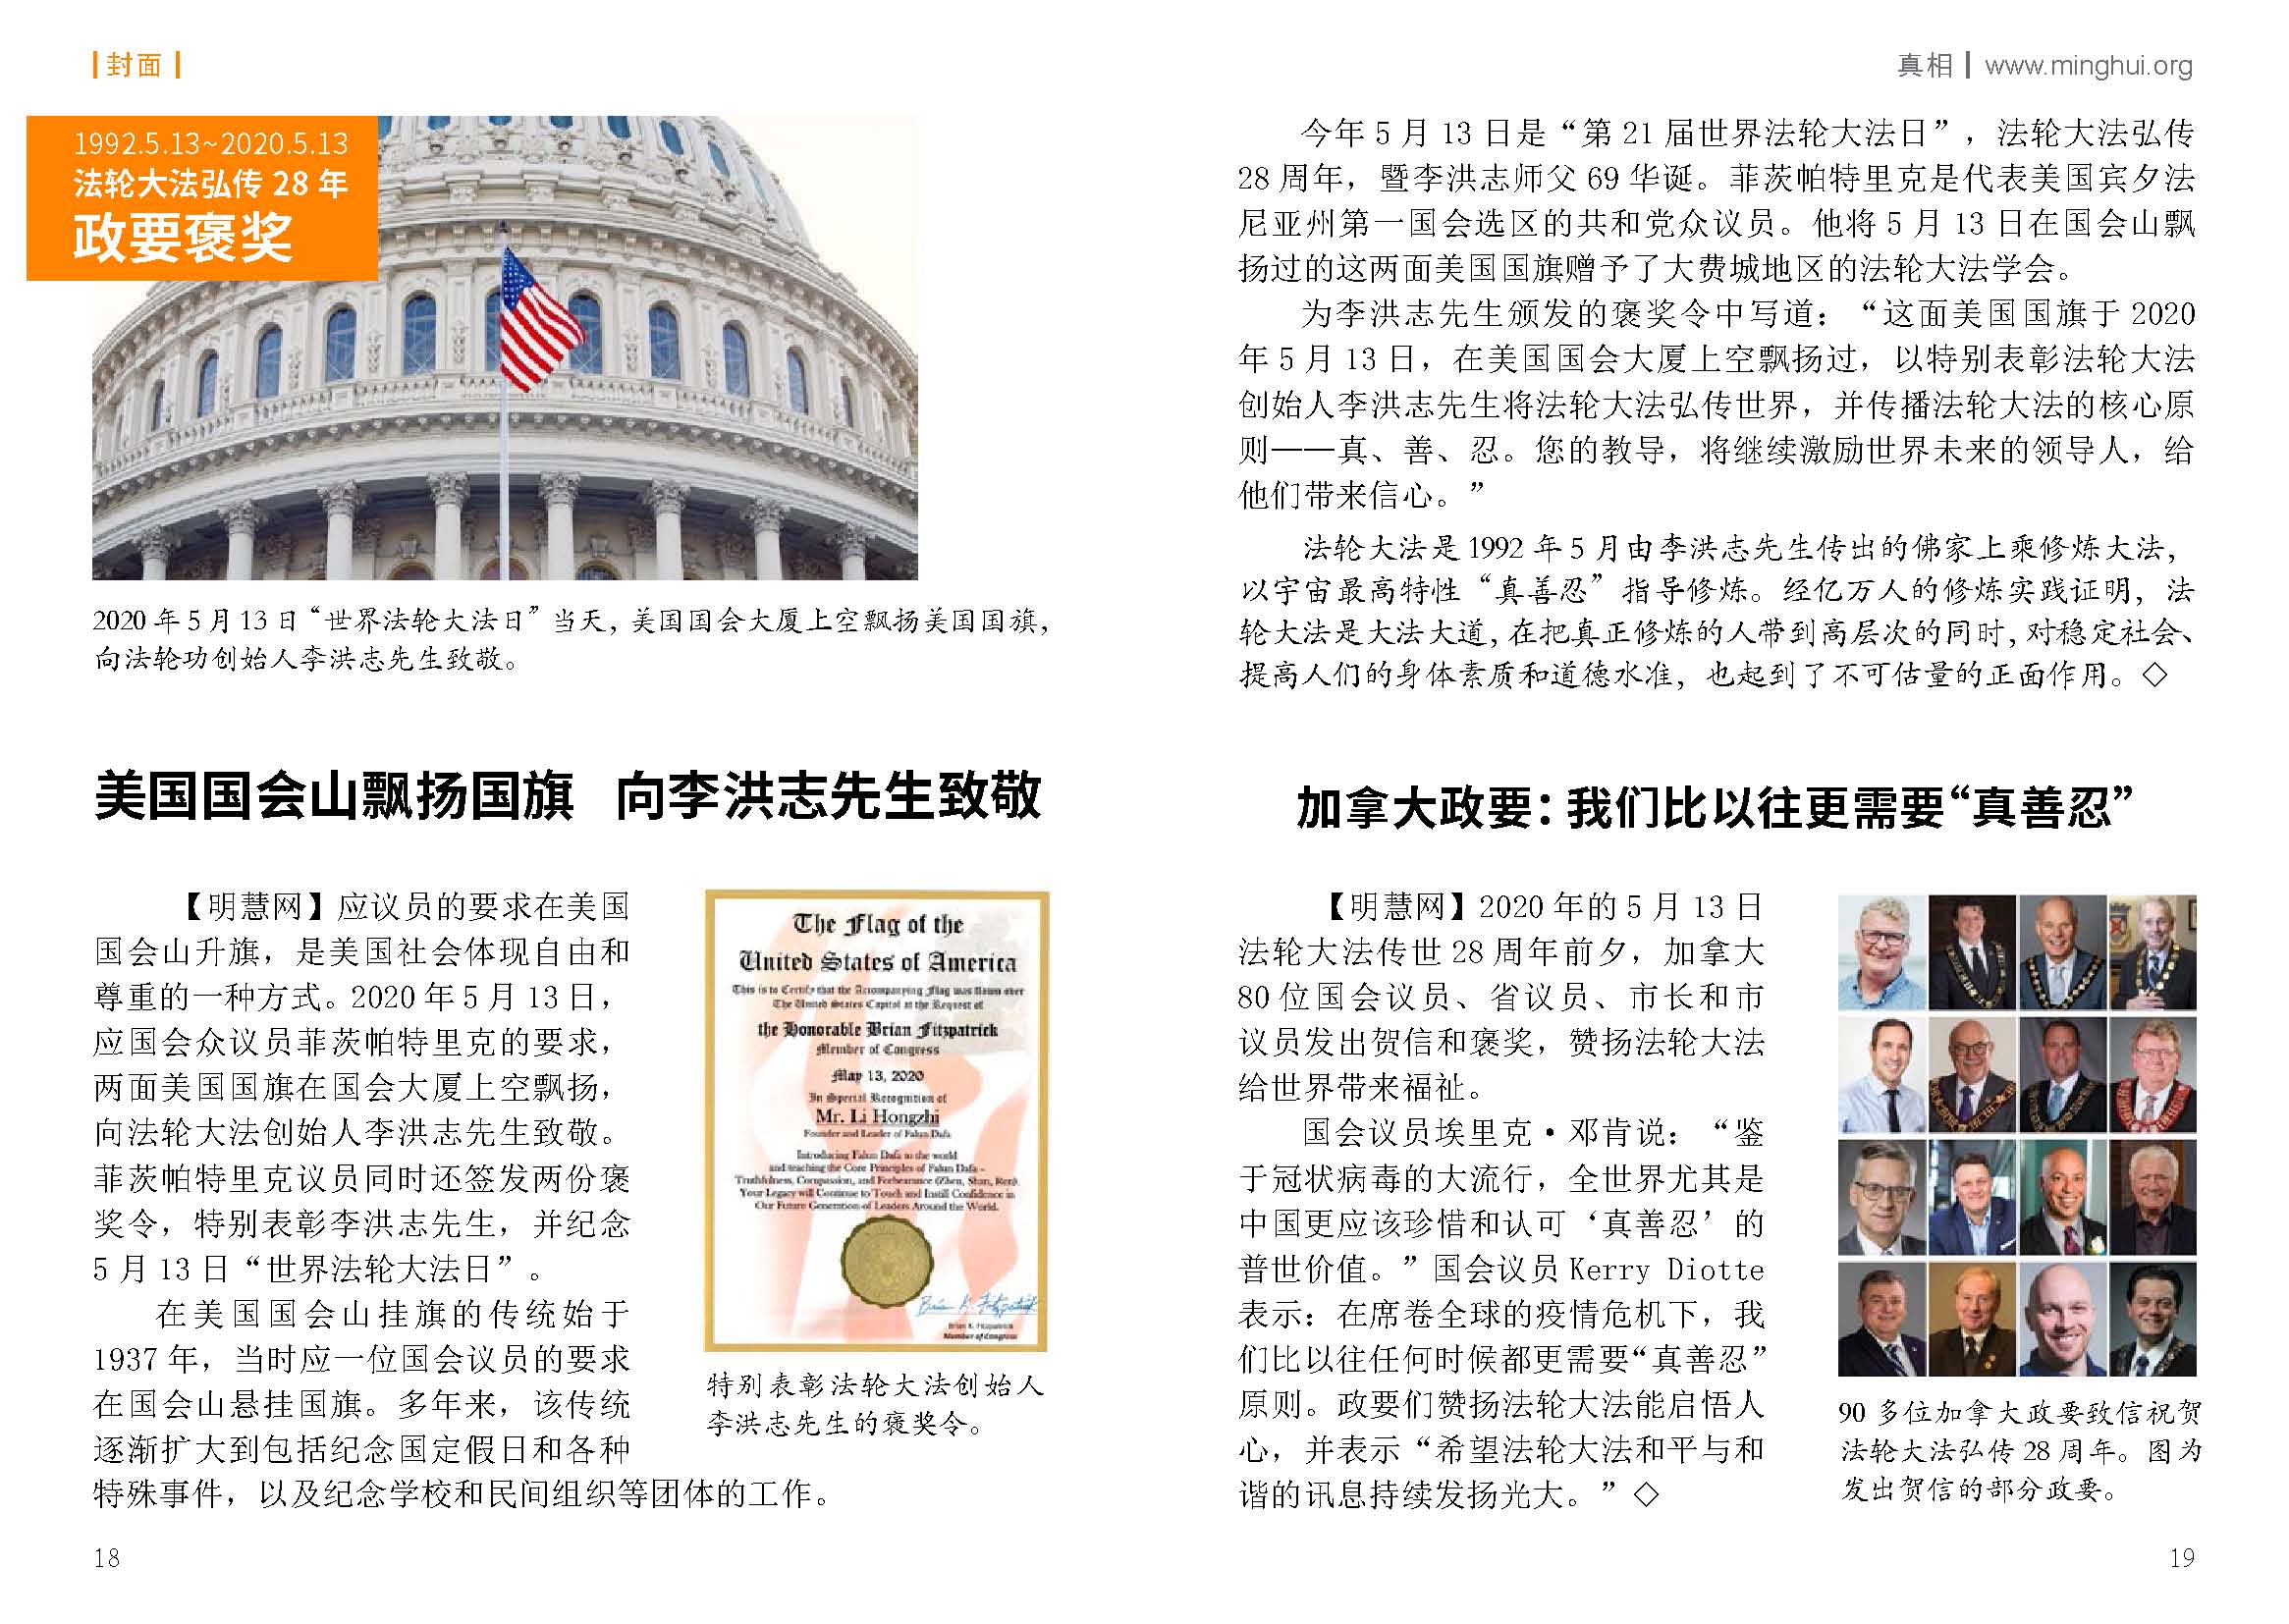 封面
1992.5.13~2020.5.13
法轮大法弘传 28 年
政要褒奖
2020 年 5 月 13 日“世界法轮大法日”当天，美国国会大厦上空飘扬美国国旗，
向法轮功创始人李洪志先生致敬。
美国国会山飘扬国旗 向李洪志先生致敬
【明慧网】应议员的要求在美国
国会山升旗，是美国社会体现自由和
尊重的一种方式。2020 年 5 月 13 日，
应国会众议员菲茨帕特里克的要求，
两面美国国旗在国会大厦上空飘扬，
向法轮大法创始人李洪志先生致敬。
菲茨帕特里克议员同时还签发两份褒
奖令，特别表彰李洪志先生，并纪念
5 月 13 日“世界法轮大法日”。
在美国国会山挂旗的传统始于
1937 年，当时应一位国会议员的要求
在国会山悬挂国旗。多年来，该传统
逐渐扩大到包括纪念国定假日和各种
特殊事件，以及纪念学校和民间组织等团体的工作。
The Flag of the
United States of America
This is to Certify that the Accompanying Flag was flown over
The United States Capitol at the Request of
the Honorable Brian Fitzpatrick
Member of Congress
May 13, 2020
In Special Recognition of
Mr. Li Hongzhi
Founder and Leader of Falun Dafa
Introducing Falun Dafa to the world
and teaching the Core Principles of Falun Dafa –
Truthfulness, Compassion, and Forbearance (Zhen, Shan, Ren).
Your Legacy will Continue to Touch and Instill Confidence in
Our Future Generation of Leaders Around the World.
Brian K. Fitzpatrick
Brian K. Fitzpatrick
Member of Congress
特别表彰法轮大法创始人
李洪志先生的褒奖令。
18
真相 www.minghui.org
今年 5 月 13 日是“第 21 届世界法轮大法日”，法轮大法弘传
28 周年，暨李洪志师父 69 华诞。菲茨帕特里克是代表美国宾夕法
尼亚州第一国会选区的共和党众议员。他将 5 月 13 日在国会山飘
扬过的这两面美国国旗赠予了大费城地区的法轮大法学会。
为李洪志先生颁发的褒奖令中写道：“这面美国国旗于 2020
年 5 月 13 日，在美国国会大厦上空飘扬过，以特别表彰法轮大法
创始人李洪志先生将法轮大法弘传世界，并传播法轮大法的核心原
则——真、善、忍。您的教导，将继续激励世界未来的领导人，给
他们带来信心。”
法轮大法是 1992 年 5 月由李洪志先生传出的佛家上乘修炼大法，
以宇宙最高特性“真善忍”指导修炼。经亿万人的修炼实践证明，法
轮大法是大法大道，在把真正修炼的人带到高层次的同时，对稳定社会、
提高人们的身体素质和道德水准，也起到了不可估量的正面作用。◇
加拿大政要：我们比以往更需要“真善忍”
【明慧网】2020 年的 5 月 13 日
法轮大法传世 28 周年前夕，加拿大
80 位国会议员、省议员、市长和市
议员发出贺信和褒奖，赞扬法轮大法
给世界带来福祉。
国会议员埃里克·邓肯说：“鉴
于冠状病毒的大流行，全世界尤其是
中国更应该珍惜和认可‘真善忍’的
普世价值。”国会议员 Kerry Diotte
表示：在席卷全球的疫情危机下，我
们比以往任何时候都更需要“真善忍”
原则。政要们赞扬法轮大法能启悟人
心，并表示“希望法轮大法和平与和
谐的讯息持续发扬光大。”◇
90 多位加拿大政要致信祝贺
法轮大法弘传 28 周年。图为
发出贺信的部分政要。
19